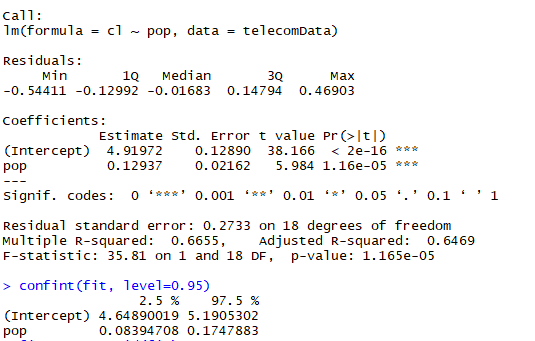 Call:
lm(formula = cl ~ pop, data = telecomData)
Residuals:
Min 1Q Median 3Q Max
-0.54411 -0.12992 -0.01683 0.14794 0.46903
Coefficients:
Estimate Std. Error t value Pr(>|t|)
(Intercept) 4.91972 0.12890 38.166 < 2e-16 ***
pop 0.12937 0.02162 5.984 1.16e-05 ***
---
Signif. codes: 0 ‘***’ 0.001 ‘**’ 0.01 ‘*’ 0.05 ‘.’ 0.1 ‘ ’ 1
Residual standard error: 0.2733 on 18 degrees of freedom
Multiple R-squared: 0.6655, Adjusted R-squared: 0.6469
F-statistic: 35.81 on 1 and 18 DF, p-value: 1.165e-05
> confint(fit, level=0.95)
2.5 % 97.5 %
(Intercept) 4.64890019 5.1905302
pop 0.08394708 0.1747883